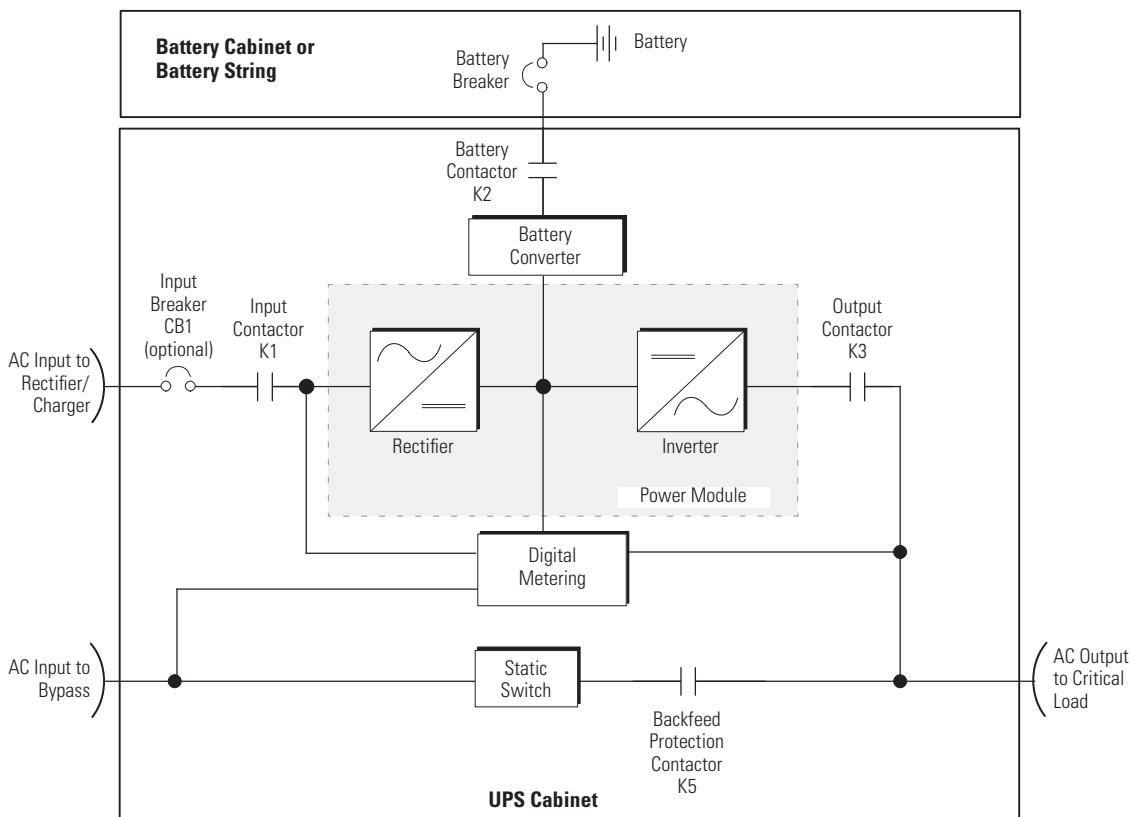 Battery Cabinet or
Battery String
Battery
Battery
Breaker
Battery
Contactor
K2
Battery
Converter
Input
Breaker
CB1
(optional)
Input
Contactor
K1
Output
Contactor
K3
AC Input to
Rectifier/
Charger
Rectifier
Inverter
Power Module
Digital
Metering
AC Input to
Bypass
Static
Switch
AC Output
to Critical
Load
Backfeed
Protection
Contactor
K5
UPS Cabinet